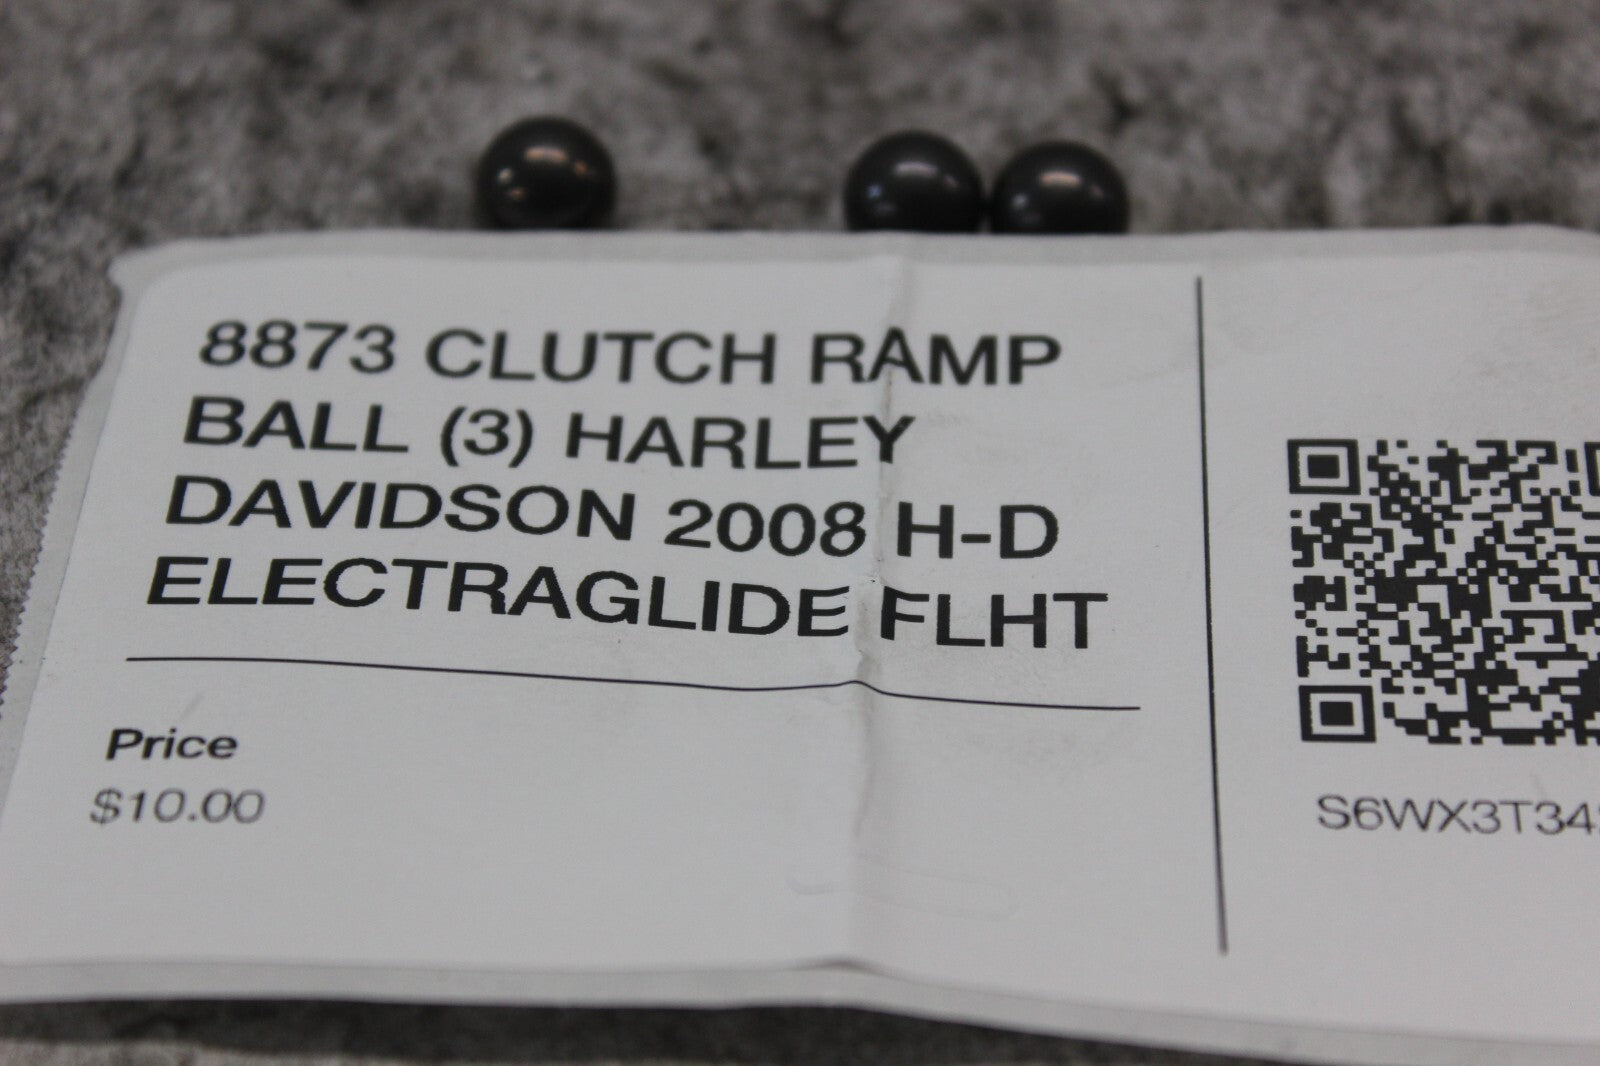 8873 CLUTCH RAMP
BALL (3) HARLEY
DAVIDSON 2008 H-D
ELECTRAGLIDE FLHT
Price
$10.00